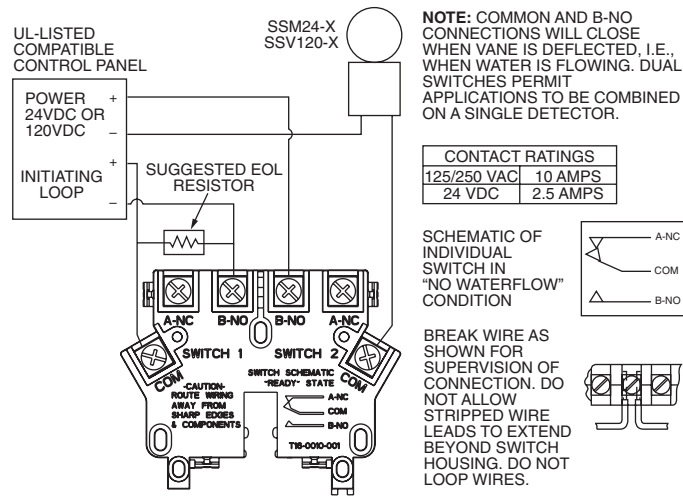 UL-LISTED
COMPATIBLE
CONTROL PANEL
POWER
24VDC OR
120VDC
+
–
INITIATING
LOOP
+
–
SUGGESTED EOL
RESISTOR
SSM24-X
SSV120-X
NOTE: COMMON AND B-NO
CONNECTIONS WILL CLOSE
WHEN VANE IS DEFLECTED, I.E.,
WHEN WATER IS FLOWING. DUAL
SWITCHES PERMIT
APPLICATIONS TO BE COMBINED
ON A SINGLE DETECTOR.
CONTACT RATINGS
125/250 VAC 10 AMPS
24 VDC 2.5 AMPS
SCHEMATIC OF
INDIVIDUAL
SWITCH IN
“NO WATERFLOW”
CONDITION
A-NC
COM
B-NO
BREAK WIRE AS
SHOWN FOR
SUPERVISION OF
CONNECTION. DO
NOT ALLOW
STRIPPED WIRE
LEADS TO EXTEND
BEYOND SWITCH
HOUSING. DO NOT
LOOP WIRES.
A-NC B-NO B-NO A-NC
SWITCH 1 SWITCH 2
COM
COM
-CAUTION-
ROUTE WIRING
AWAY FROM
SHARP EDGES
& COMPONENTS
SWITCH SCHEMATIC
"READY" STATE
A-NC
COM
B-NO
T16-0010-001